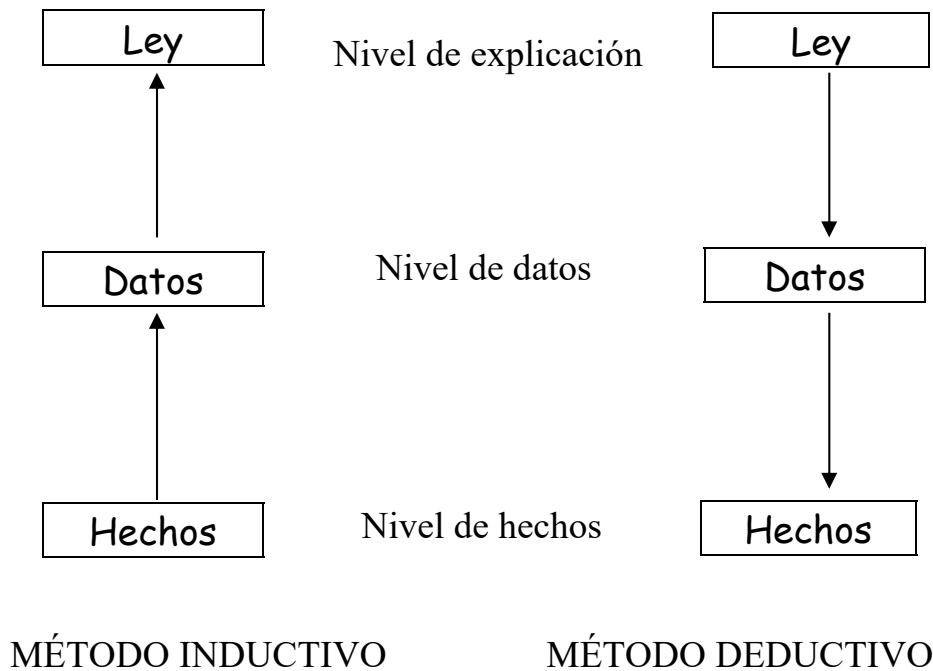 Ley
Nivel de explicación
Ley
Datos
Nivel de datos
Datos
Hechos
Nivel de hechos
Hechos
MÉTODO INDUCTIVO
MÉTODO DEDUCTIVO